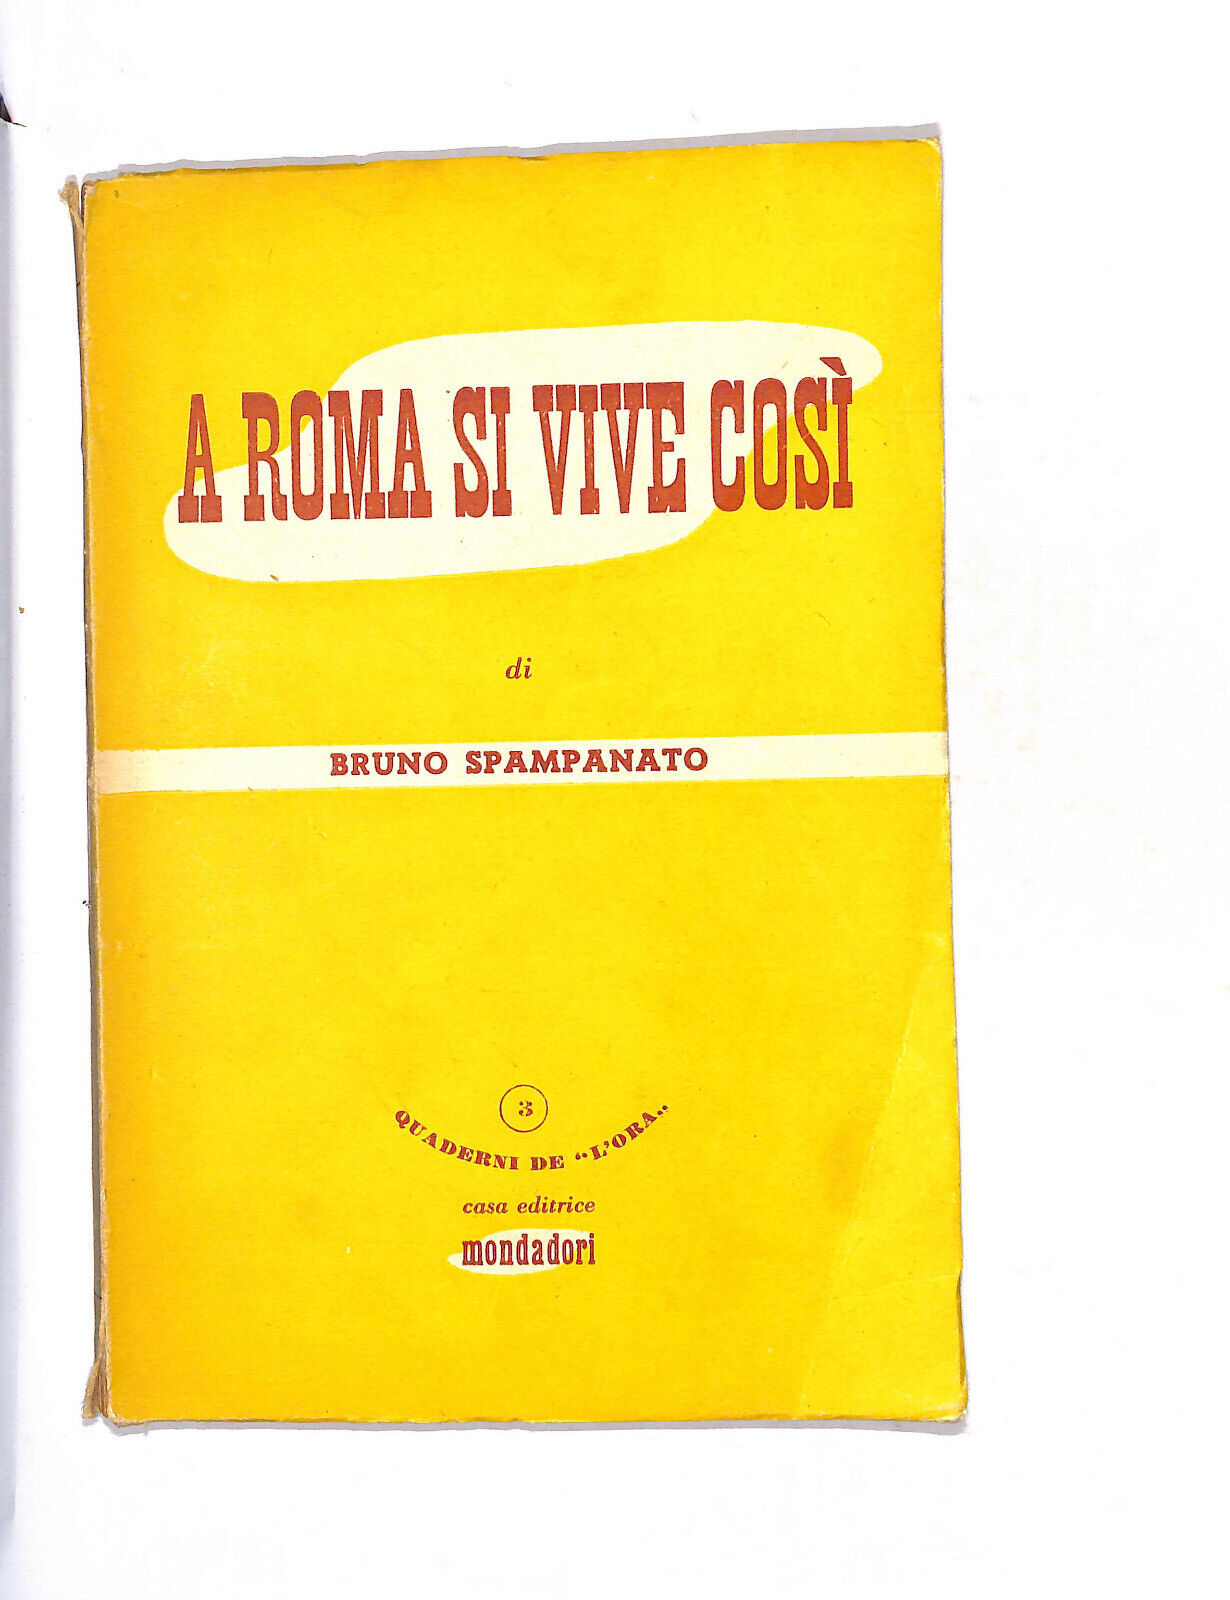 A ROMA SI VIVE COSÌ
di
BRUNO SPAMPANATO
3
QUADERNI DE “L'ORA„
casa editrice
mondadori